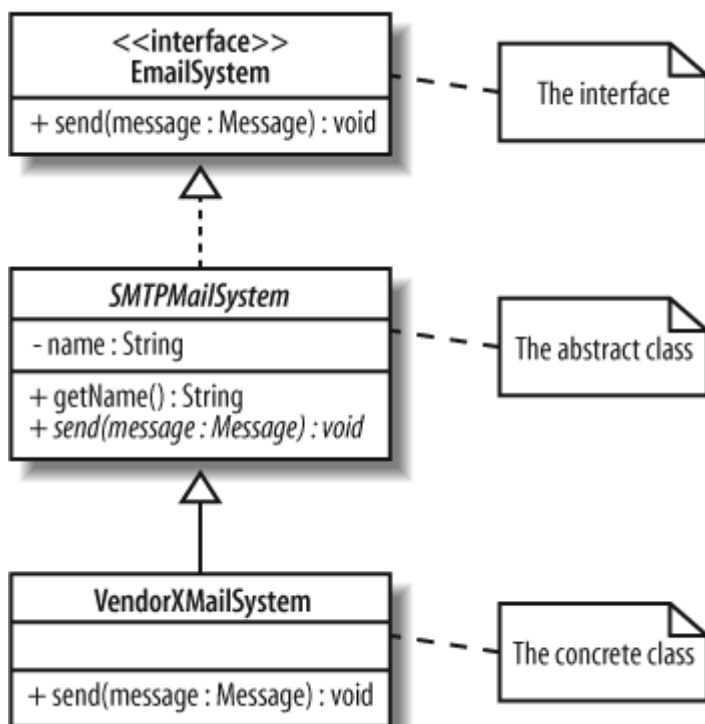 <<interface>>
EmailSystem
+ send(message : Message) : void
The interface
SMTPMailSystem
- name : String
+ getName() : String
+ send(message : Message) : void
The abstract class
VendorXMailSystem
+ send(message : Message) : void
The concrete class